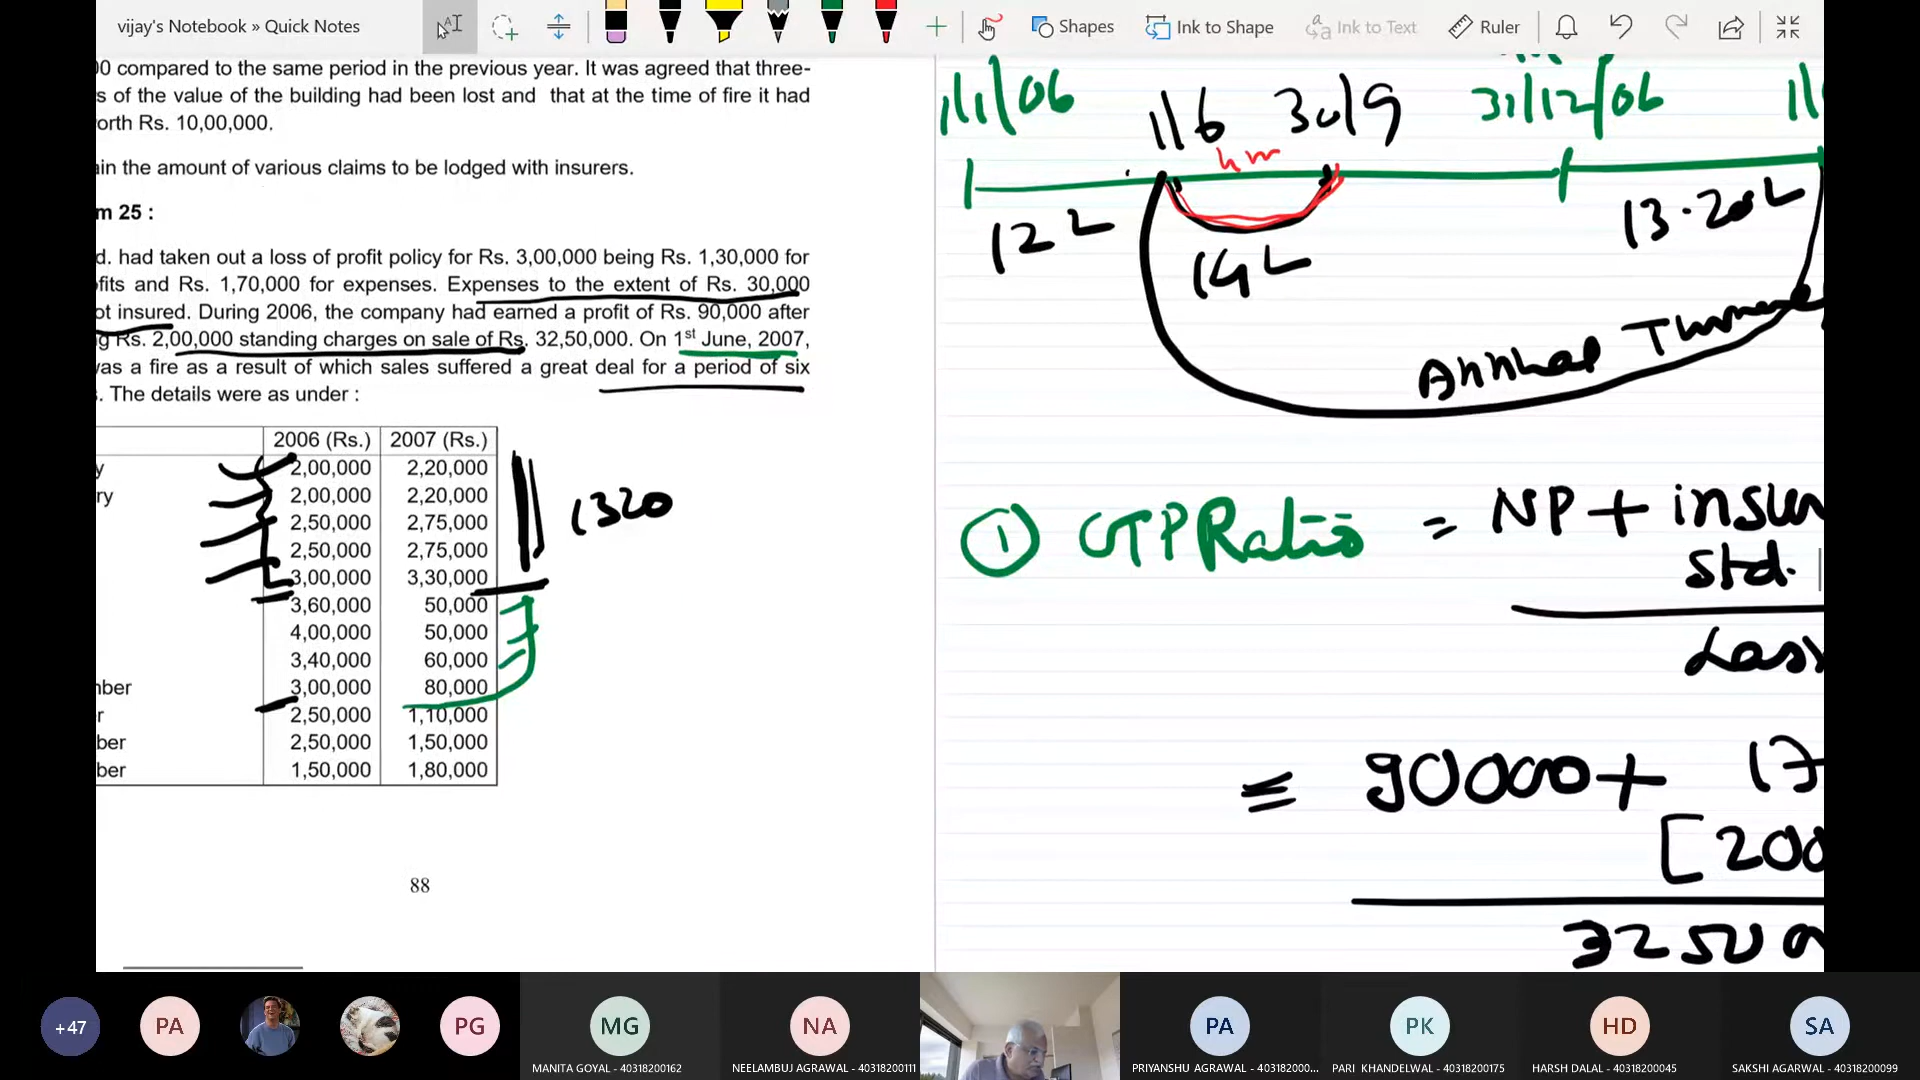 vijay's Notebook » Quick Notes
Shapes
Ink to Shape
Ink to Text
Ruler
00 compared to the same period in the previous year. It was agreed that three-
s of the value of the building had been lost and that at the time of fire it had
orth Rs. 10,00,000.
ain the amount of various claims to be lodged with insurers.
m 25 :
d. had taken out a loss of profit policy for Rs. 3,00,000 being Rs. 1,30,000 for
ofits and Rs. 1,70,000 for expenses. Expenses to the extent of Rs. 30,000
ot insured. During 2006, the company had earned a profit of Rs. 90,000 after
g Rs. 2,00,000 standing charges on sale of Rs. 32,50,000. On 1st June, 2007,
was a fire as a result of which sales suffered a great deal for a period of six
. The details were as under :
2006 (Rs.) 2007 (Rs.)
y 2,00,000 2,20,000
ry 2,00,000 2,20,000
2,50,000 2,75,000
2,50,000 2,75,000
3,00,000 3,30,000
3,60,000 50,000
4,00,000 50,000
3,40,000 60,000
mber 3,00,000 80,000
r 2,50,000 1,10,000
ber 2,50,000 1,50,000
ber 1,50,000 1,80,000
1320
88
1/1/06 1/6 30/9 31/12/06
12L 14L 13.20L
Annual
① GP Ratio = NP + insu
Std.
= 90000 + 17
[200
32500
+47
PA
PG
MG
MANITA GOYAL - 40318200162
NA
NEELAMBUJ AGRAWAL - 40318200111
PA
PRIYANSHU AGRAWAL - 403182000...
PK
PARI KHANDELWAL - 40318200175
HD
HARSH DALAL - 40318200045
SA
SAKSHI AGARWAL - 40318200099